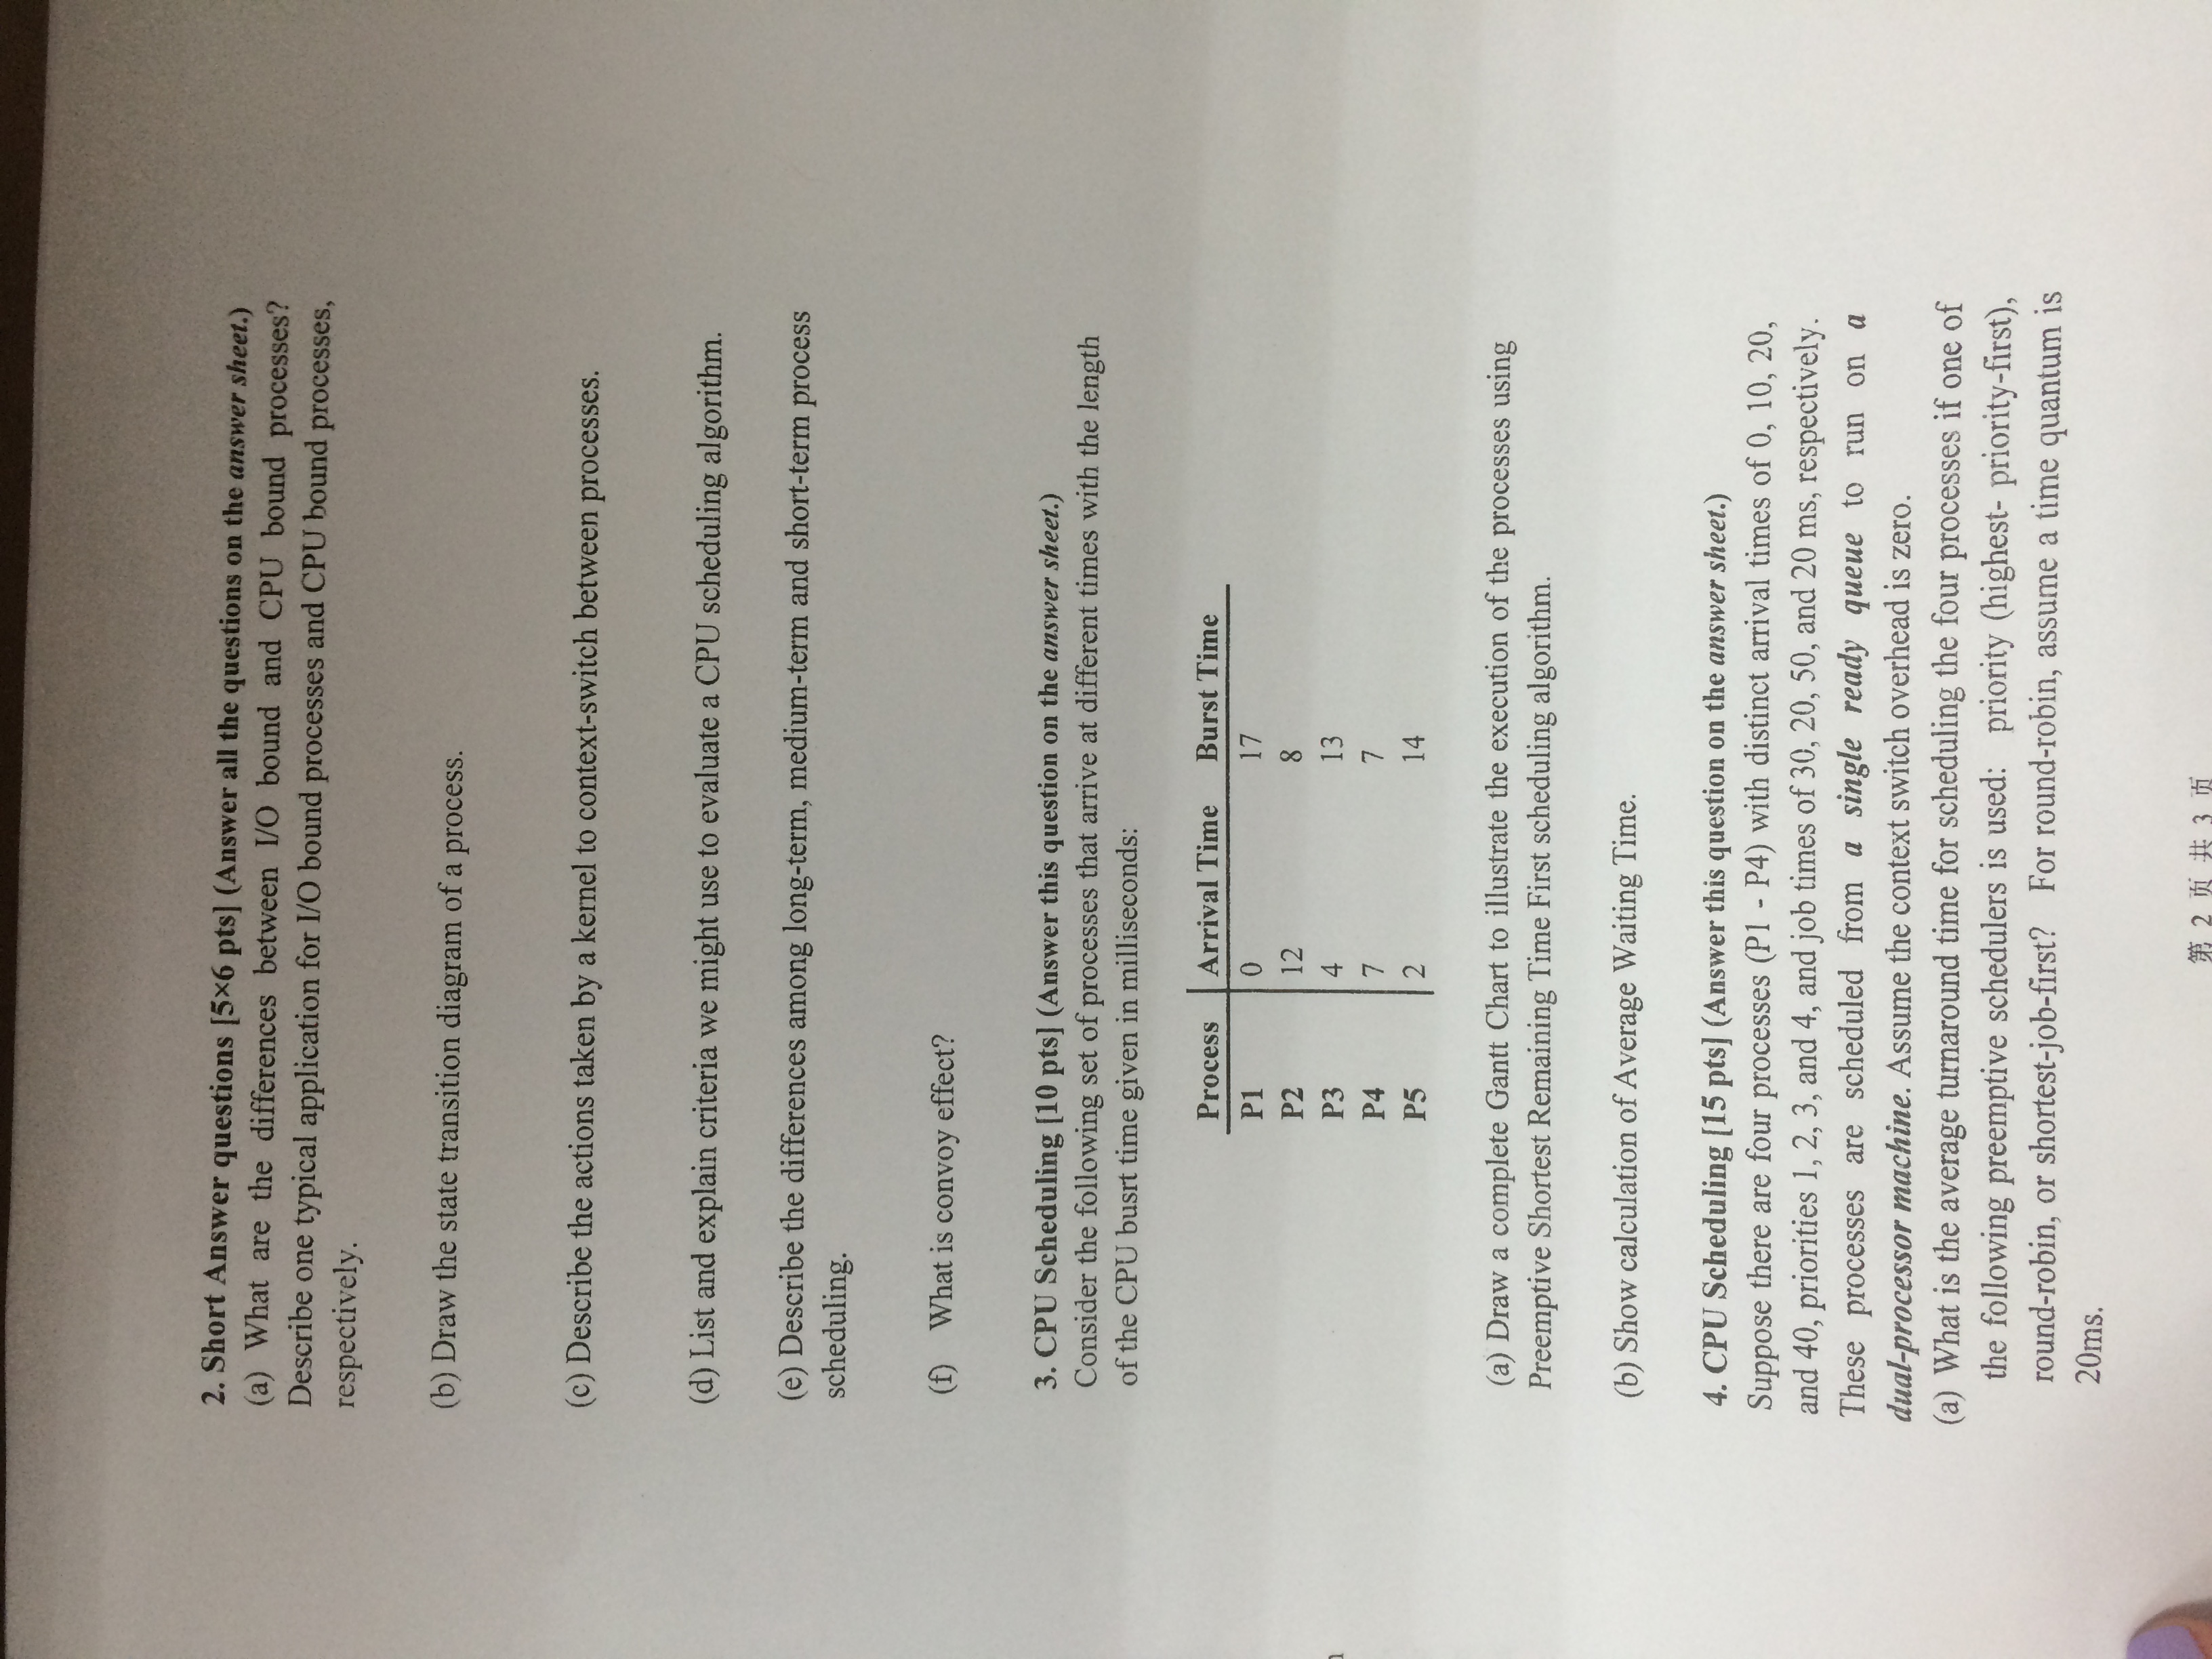 2. Short Answer questions [5×6 pts] (Answer all the questions on the answer sheet.)
(a) What are the differences between I/O bound and CPU bound processes?
Describe one typical application for I/O bound processes and CPU bound processes,
respectively.
(b) Draw the state transition diagram of a process.
(c) Describe the actions taken by a kernel to context-switch between processes.
(d) List and explain criteria we might use to evaluate a CPU scheduling algorithm.
(e) Describe the differences among long-term, medium-term and short-term process
scheduling.
(f) What is convoy effect?
3. CPU Scheduling [10 pts] (Answer this question on the answer sheet.)
Consider the following set of processes that arrive at different times with the length
of the CPU busrt time given in milliseconds:
Process Arrival Time Burst Time
P1 0 17
P2 12 8
P3 4 13
P4 7 7
P5 2 14
(a) Draw a complete Gantt Chart to illustrate the execution of the processes using
Preemptive Shortest Remaining Time First scheduling algorithm.
(b) Show calculation of Average Waiting Time.
4. CPU Scheduling [15 pts] (Answer this question on the answer sheet.)
Suppose there are four processes (P1 - P4) with distinct arrival times of 0, 10, 20,
and 40, priorities 1, 2, 3, and 4, and job times of 30, 20, 50, and 20 ms, respectively.
These processes are scheduled from a single ready queue to run on a
dual-processor machine. Assume the context switch overhead is zero.
(a) What is the average turnaround time for scheduling the four processes if one of
the following preemptive schedulers is used: priority (highest- priority-first),
round-robin, or shortest-job-first? For round-robin, assume a time quantum is
20ms.
第 2 页 共 3 页